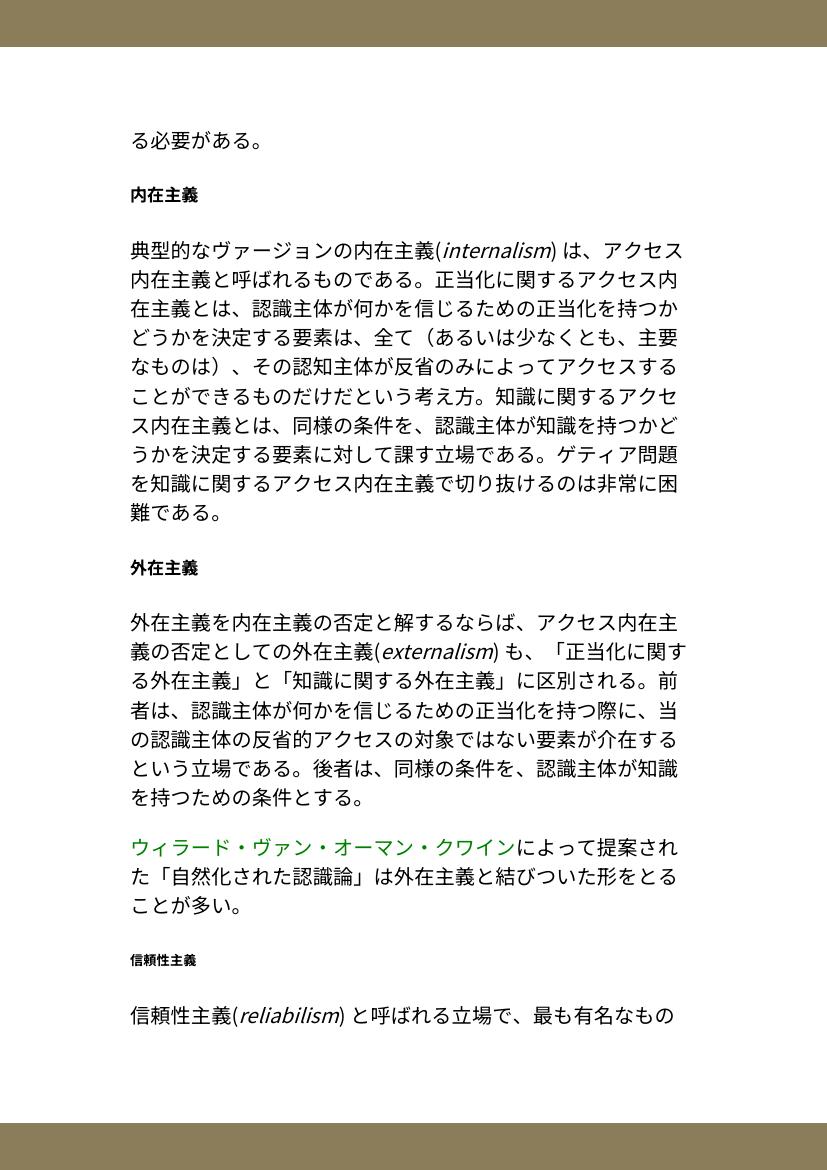 る必要がある。
内在主義
典型的なヴァージョンの内在主義(internalism) は、アクセス
内在主義と呼ばれるものである。正当化に関するアクセス内
在主義とは、認識主体が何かを信じるための正当化を持つか
どうかを決定する要素は、全て（あるいは少なくとも、主要
なものは）、その認知主体が反省のみによってアクセスする
ことができるものだけだという考え方。知識に関するアクセ
ス内在主義とは、同様の条件を、認識主体が知識を持つかど
うかを決定する要素に対して課す立場である。ゲティア問題
を知識に関するアクセス内在主義で切り抜けるのは非常に困
難である。
外在主義
外在主義を内在主義の否定と解するならば、アクセス内在主
義の否定としての外在主義(externalism) も、「正当化に関す
る外在主義」と「知識に関する外在主義」に区別される。前
者は、認識主体が何かを信じるための正当化を持つ際に、当
の認識主体の反省的アクセスの対象ではない要素が介在する
という立場である。後者は、同様の条件を、認識主体が知識
を持つための条件とする。
ウィラード・ヴァン・オーマン・クワインによって提案され
た「自然化された認識論」は外在主義と結びついた形をとる
ことが多い。
信頼性主義
信頼性主義(reliabilism) と呼ばれる立場で、最も有名なもの